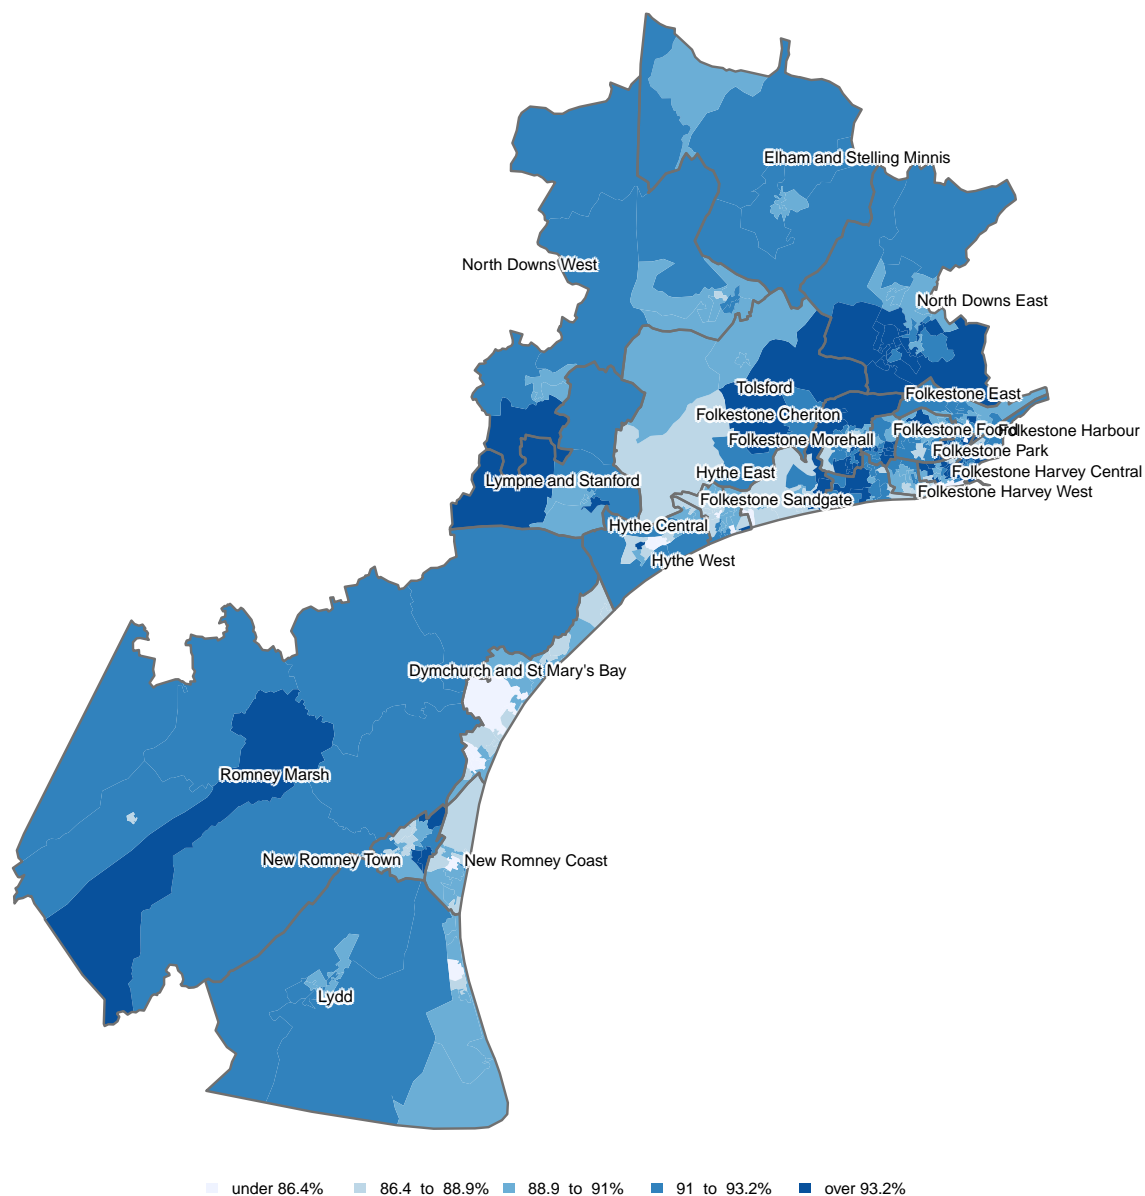 Elham and Stelling Minnis
North Downs West
North Downs East
Tolsford
Folkestone East
Folkestone Cheriton
Folkestone Foord
Folkestone Harbour
Folkestone Morehall
Folkestone Park
Hythe East
Folkestone Harvey Central
Lympne and Stanford
Folkestone Harvey West
Folkestone Sandgate
Hythe Central
Hythe West
Dymchurch and St Mary's Bay
Romney Marsh
New Romney Town
New Romney Coast
Lydd
under 86.4% 86.4 to 88.9% 88.9 to 91% 91 to 93.2% over 93.2%